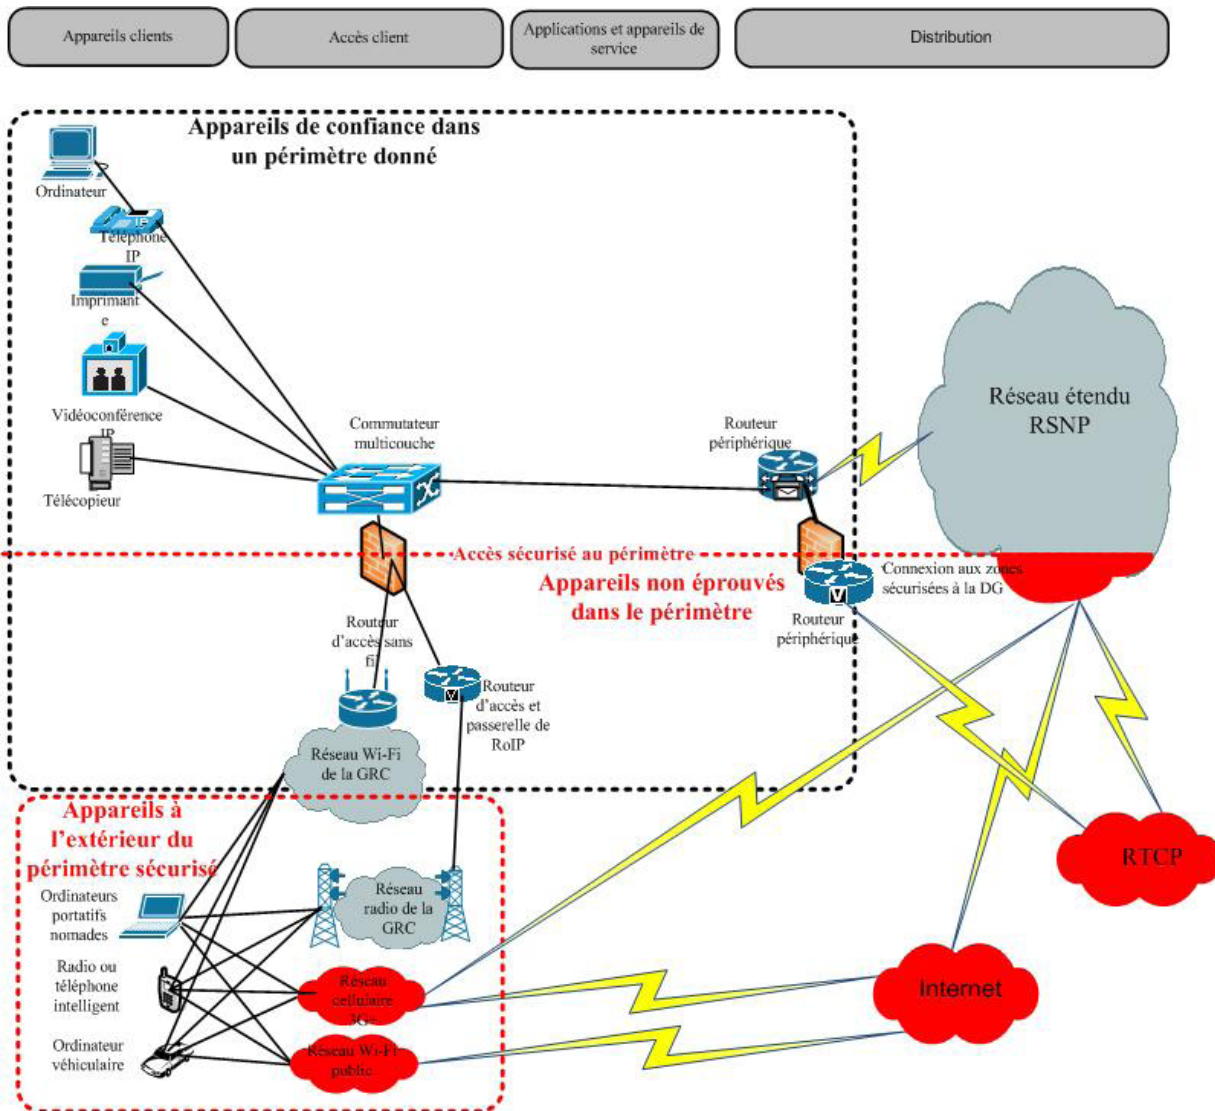 Appareils clients
Accès client
Applications et appareils de
service
Distribution
Appareils de confiance dans
un périmètre donné
Ordinateur
IP
Téléphone
IP
Imprimant
e
Vidéoconférence
IP
Télécopieur
Commutateur
multicouche
Routeur
périphérique
Réseau étendu
RSNP
Accès sécurisé au périmètre
Appareils non éprouvés
dans le périmètre
Connexion aux zones
sécurisées à la DG
V
Routeur
périphérique
Routeur
d'accès sans
fil
V
Routeur
d'accès et
passerelle de
RoIP
Réseau Wi-Fi
de la GRC
Appareils à
l'extérieur du
périmètre sécurisé
Ordinateurs
portatifs
nomades
Réseau
radio de la
GRC
RTCP
Radio ou
téléphone
intelligent
Réseau
cellulaire
3G+
Internet
Ordinateur
véhiculaire
Réseau Wi-Fi
public